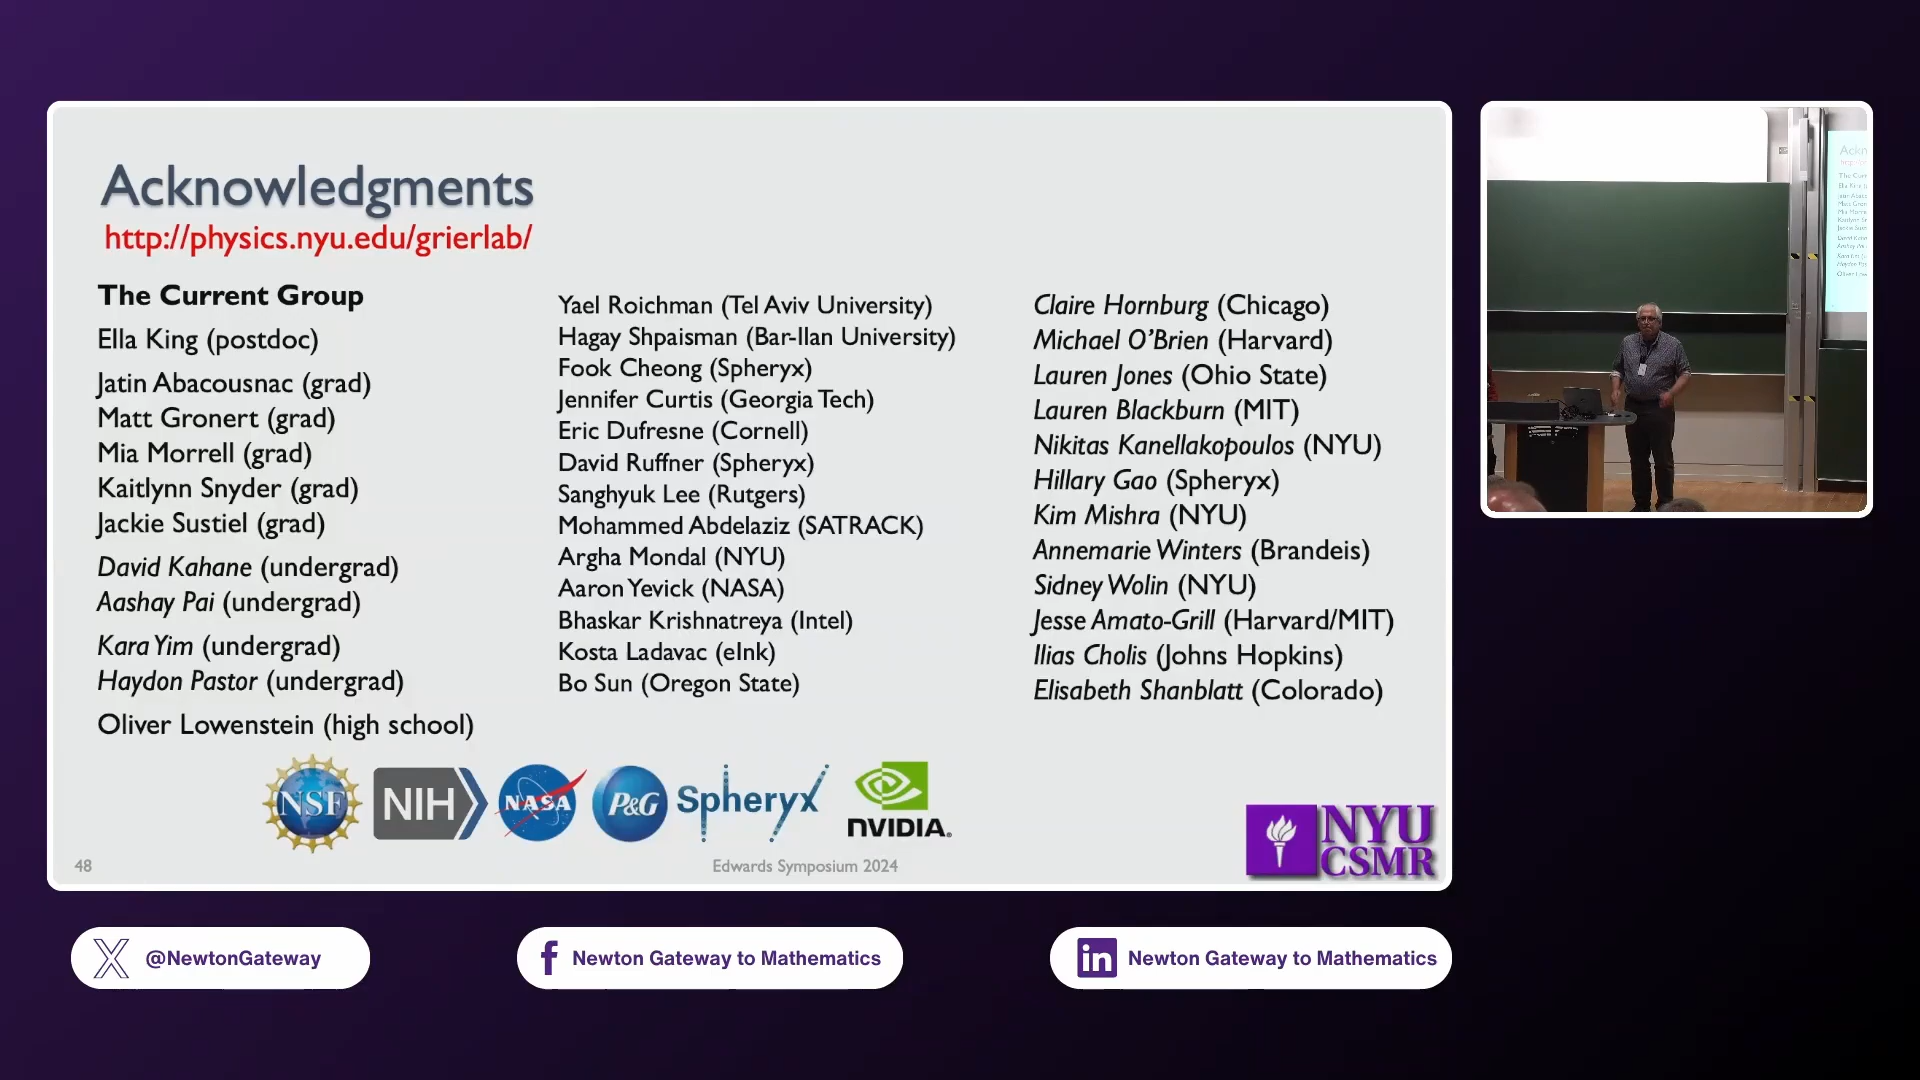 Acknowledgments
http://physics.nyu.edu/grierlab/
The Current Group
Ella King (postdoc)
Jatin Abacousnac (grad)
Matt Gronert (grad)
Mia Morrell (grad)
Kaitlynn Snyder (grad)
Jackie Sustiel (grad)
David Kahane (undergrad)
Aashay Pai (undergrad)
Kara Yim (undergrad)
Haydon Pastor (undergrad)
Oliver Lowenstein (high school)
Yael Roichman (Tel Aviv University)
Hagay Shpaisman (Bar-Ilan University)
Fook Cheong (Spheryx)
Jennifer Curtis (Georgia Tech)
Eric Dufresne (Cornell)
David Ruffner (Spheryx)
Sanghyuk Lee (Rutgers)
Mohammed Abdelaziz (SATRACK)
Argha Mondal (NYU)
Aaron Yevick (NASA)
Bhaskar Krishnatreya (Intel)
Kosta Ladavac (eInk)
Bo Sun (Oregon State)
Claire Hornburg (Chicago)
Michael O'Brien (Harvard)
Lauren Jones (Ohio State)
Lauren Blackburn (MIT)
Nikitas Kanellakopoulos (NYU)
Hillary Gao (Spheryx)
Kim Mishra (NYU)
Annemarie Winters (Brandeis)
Sidney Wolin (NYU)
Jesse Amato-Grill (Harvard/MIT)
Ilias Cholis (Johns Hopkins)
Elisabeth Shanblatt (Colorado)
NSF NIH NASA P&G Spheryx NVIDIA.
NYU
CSMR
48
Edwards Symposium 2024
@NewtonGateway
Newton Gateway to Mathematics
Newton Gateway to Mathematics